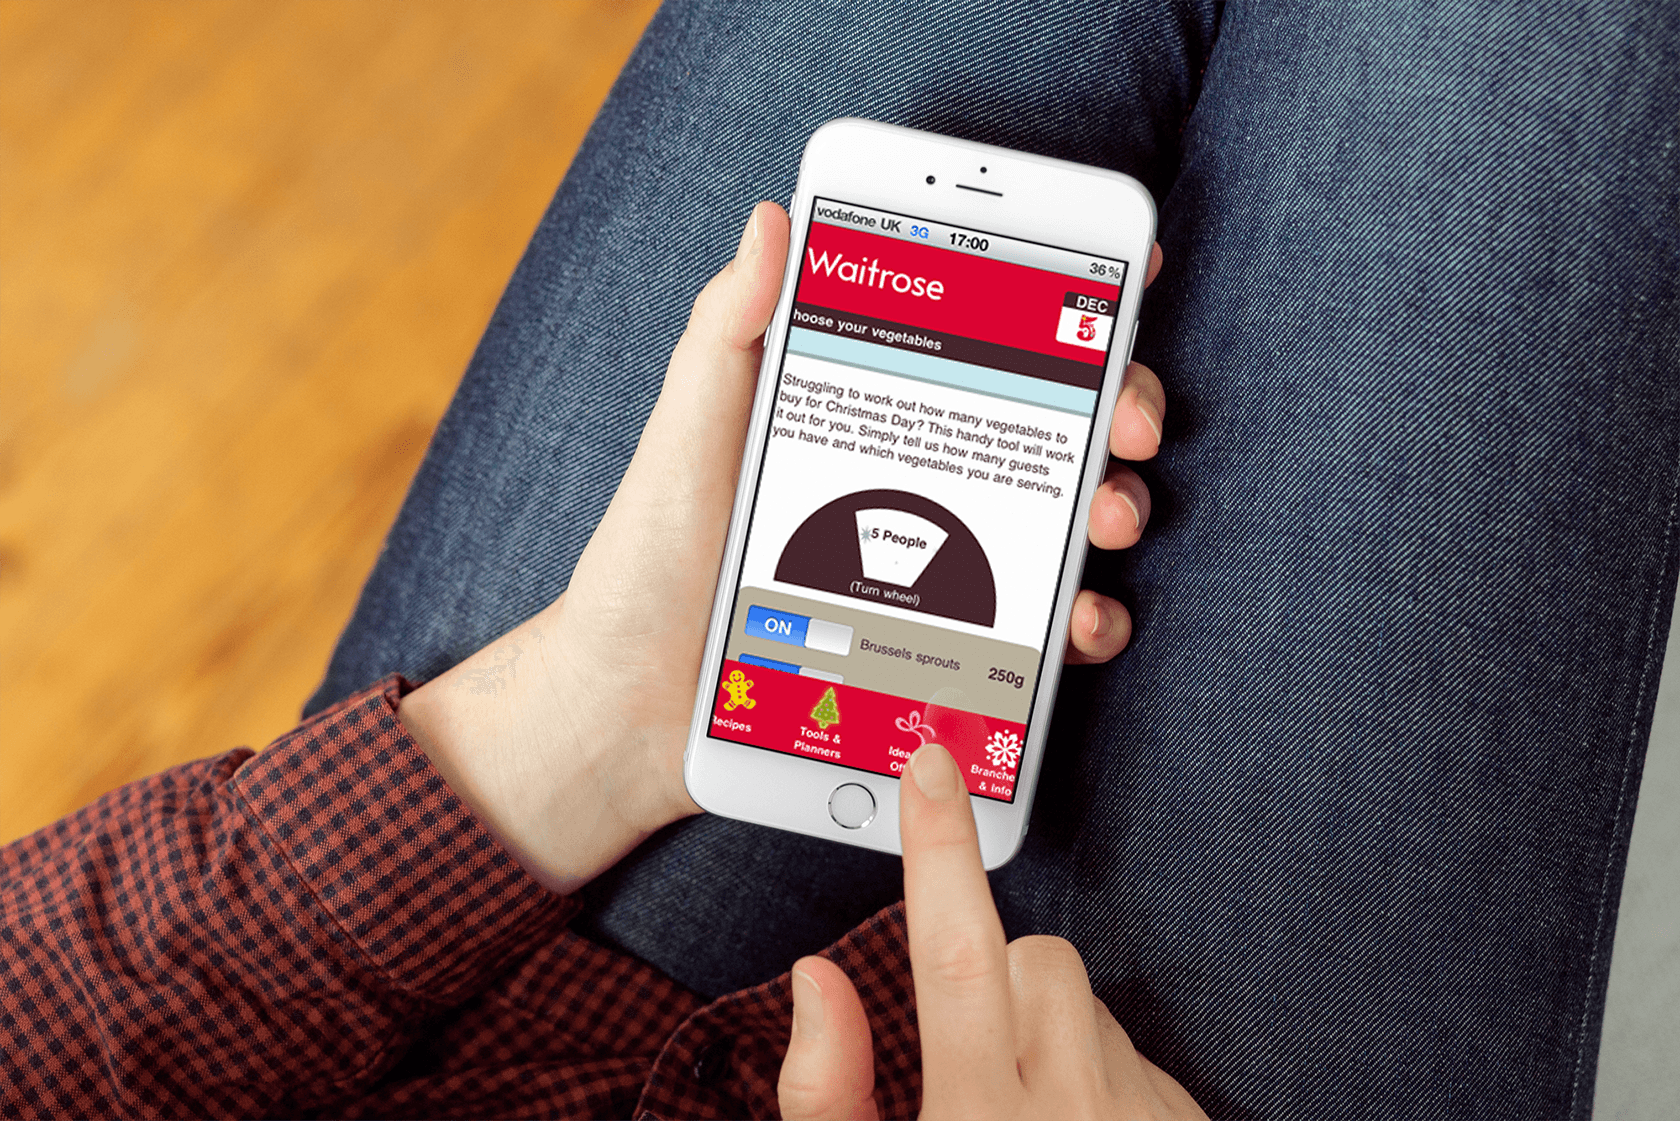 vodafone UK 3G 17:00 36%
Waitrose
DEC
5
hoose your vegetables
Struggling to work out how many vegetables to
buy for Christmas Day? This handy tool will work
it out for you. Simply tell us how many guests
you have and which vegetables you are serving.
5 People
(Turn wheel)
ON Brussels sprouts 250g
Recipes
Tools &
Planners
Idea
Of
Branche
& Info